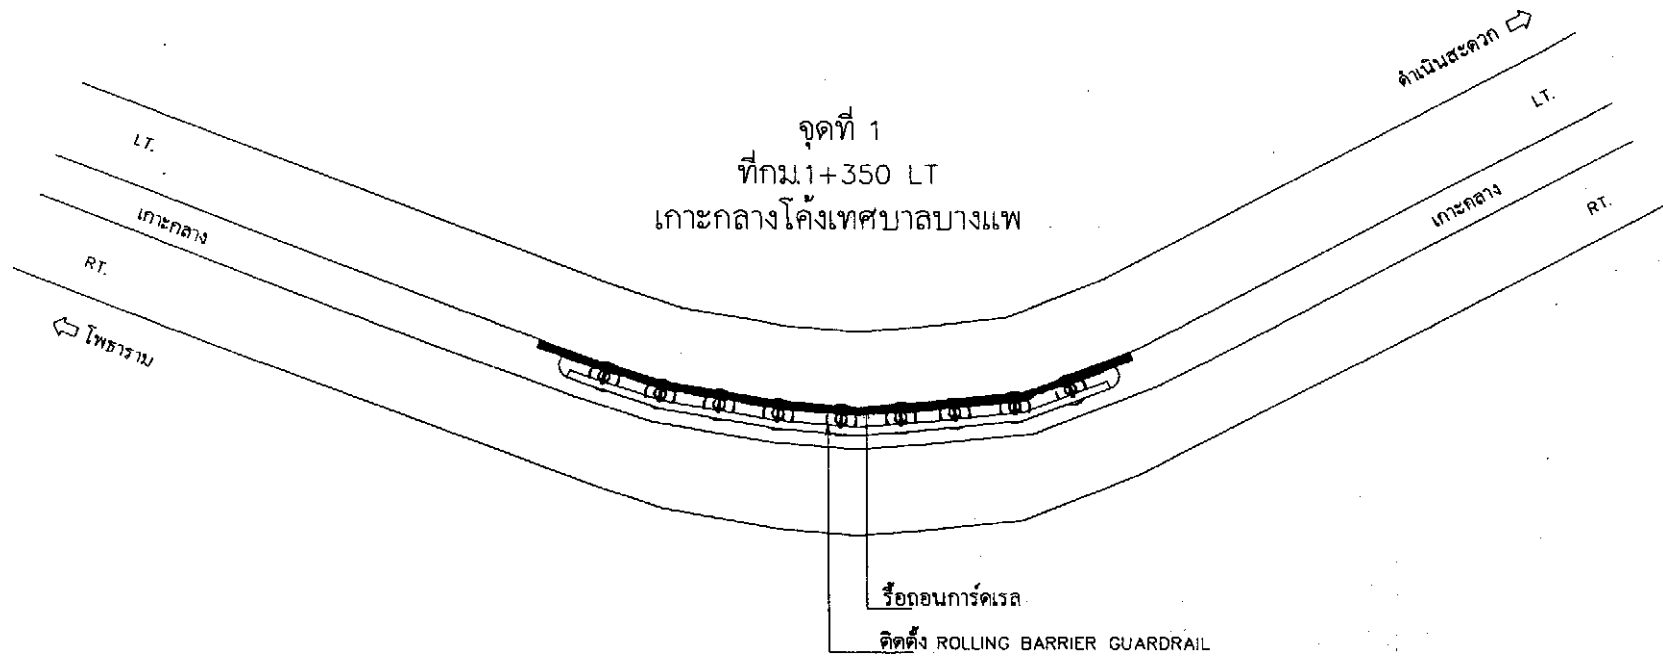 ดำเนินสะดวก
LT.
LT.
จุดที่ 1
ที่กม.1+350 LT
เกาะกลางโค้งเทศบาลบางแพ
เกาะกลาง
เกาะกลาง
RT.
RT.
โพธาราม
รื้อถอนการ์ดเรล
ติดตั้ง ROLLING BARRIER GUARDRAIL